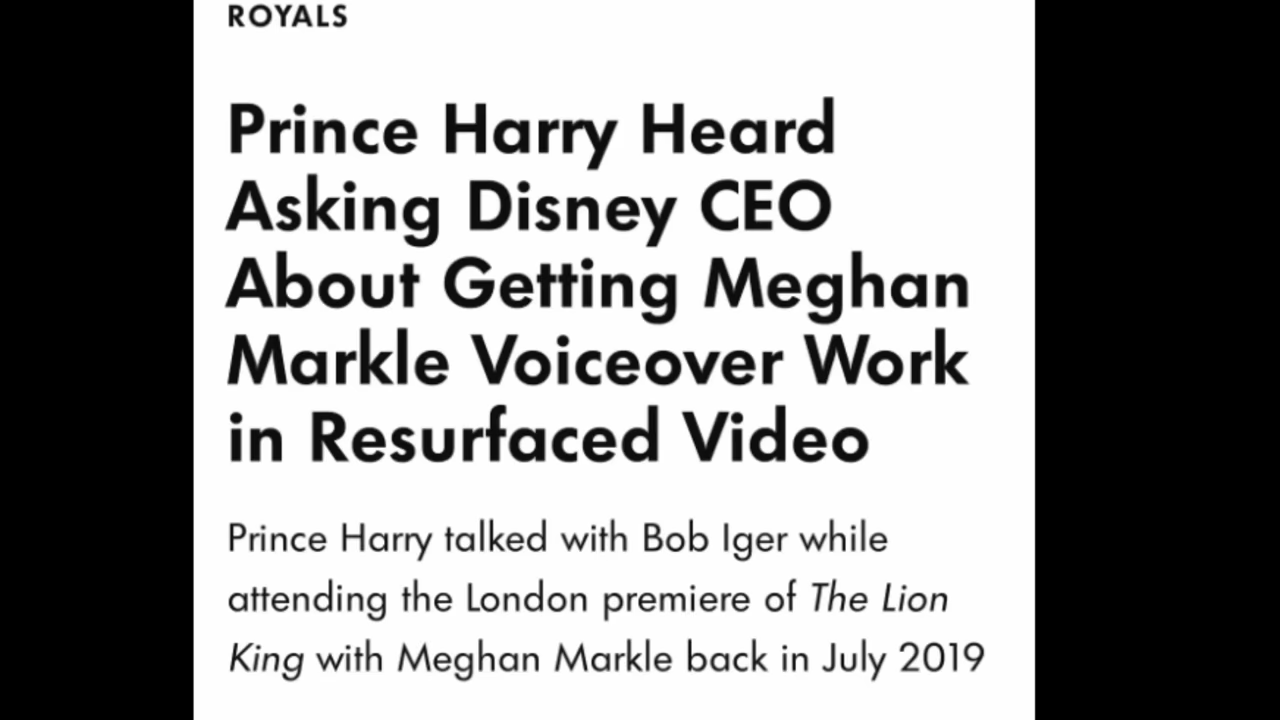 ROYALS
Prince Harry Heard
Asking Disney CEO
About Getting Meghan
Markle Voiceover Work
in Resurfaced Video
Prince Harry talked with Bob Iger while
attending the London premiere of The Lion
King with Meghan Markle back in July 2019